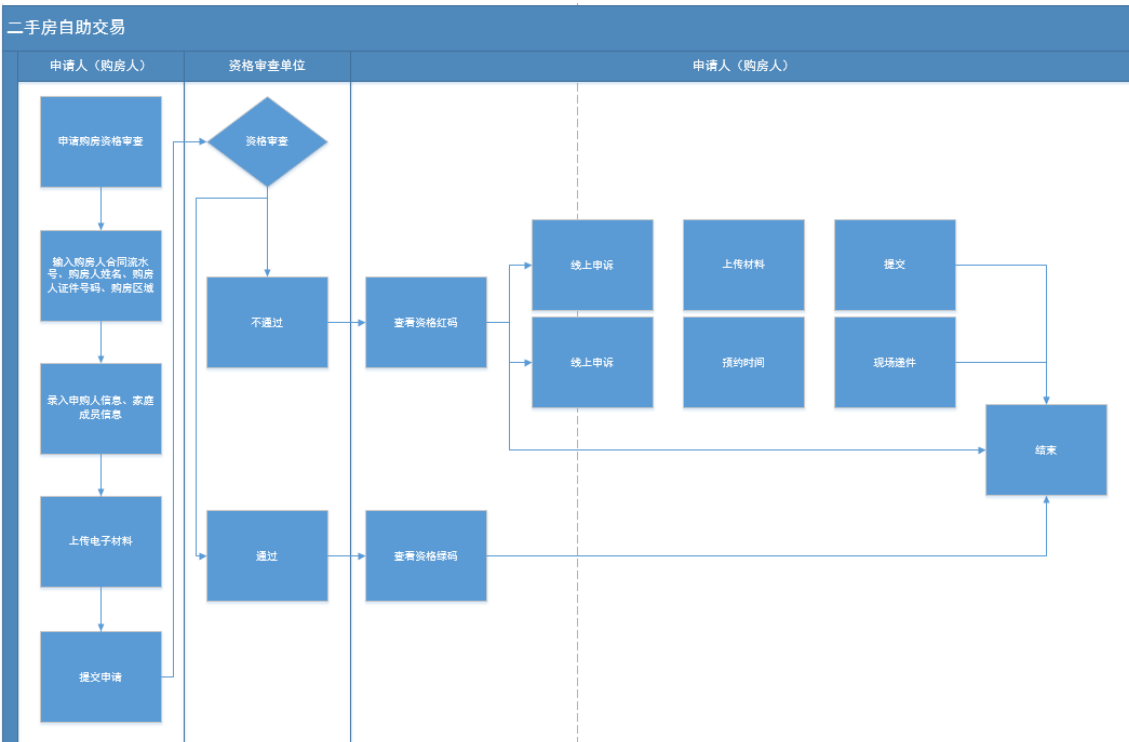 二手房自助交易
申请人（购房人）
资格审查单位
申请人（购房人）
申请购房资格审查
输入购房人合同流水
号、购房人姓名、购房
人证件号码、购房区域
录入申购人信息、家庭
成员信息
上传电子材料
提交申请
资格审查
不通过
通过
查看资格红码
查看资格绿码
线上申诉
上传材料
提交
线上申诉
预约时间
现场递件
结束